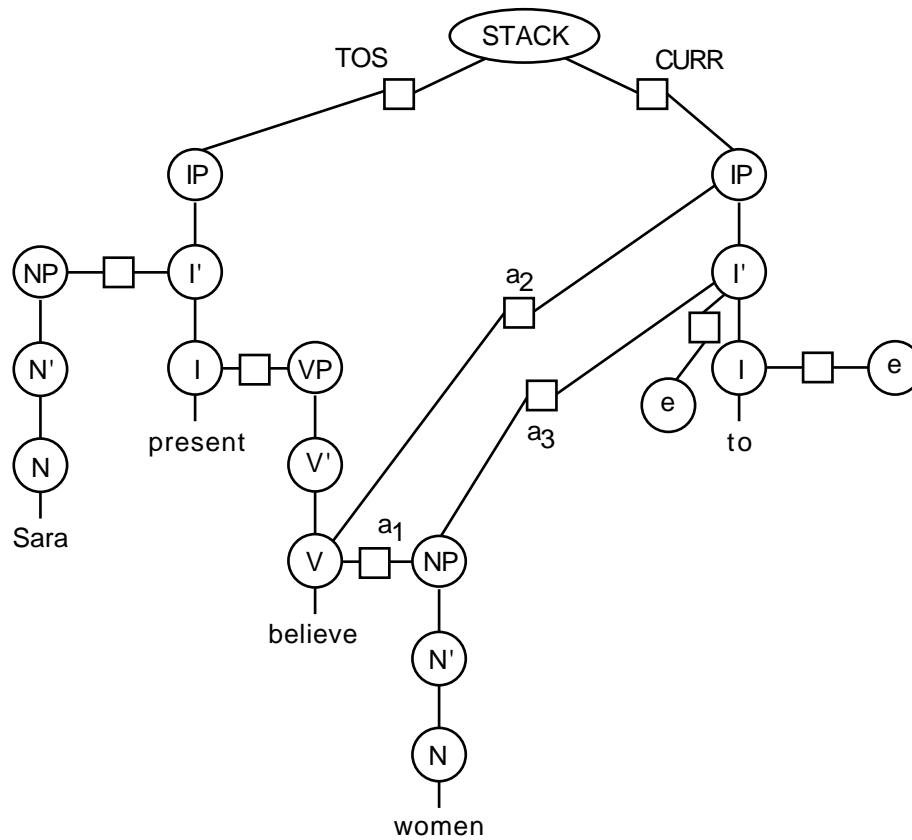 STACK
TOS
CURR
IP
IP
NP
I'
I'
a2
N'
I
VP
e
I
e
a3
present
to
N
V'
Sara
a1
V
NP
believe
N'
N
women